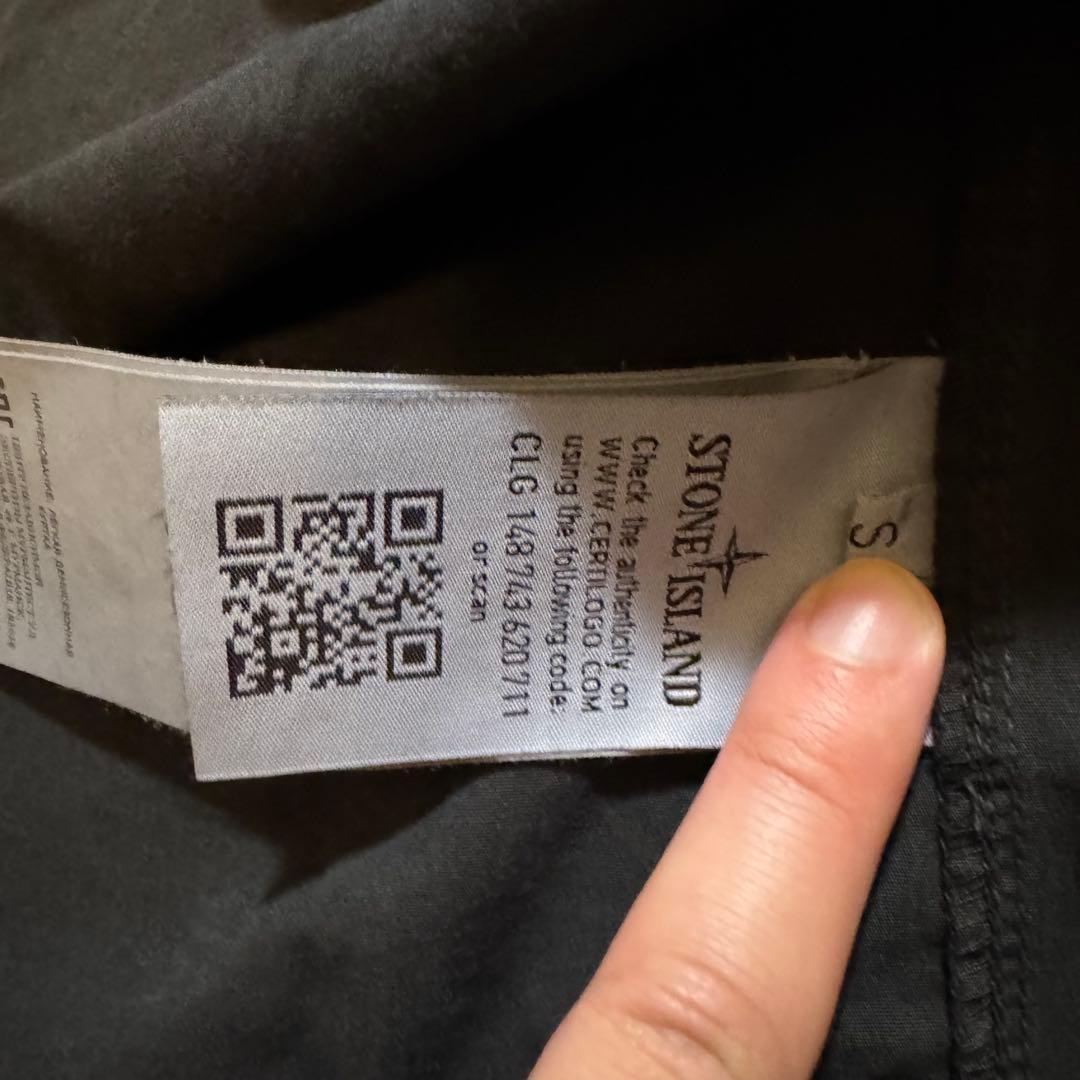 S
STONE ISLAND
Check the authenticity on
WWW.CERTILOGO.COM
using the following code:
CLG 148 743 620 711
or scan
НАИМЕНОВАНИЕ: